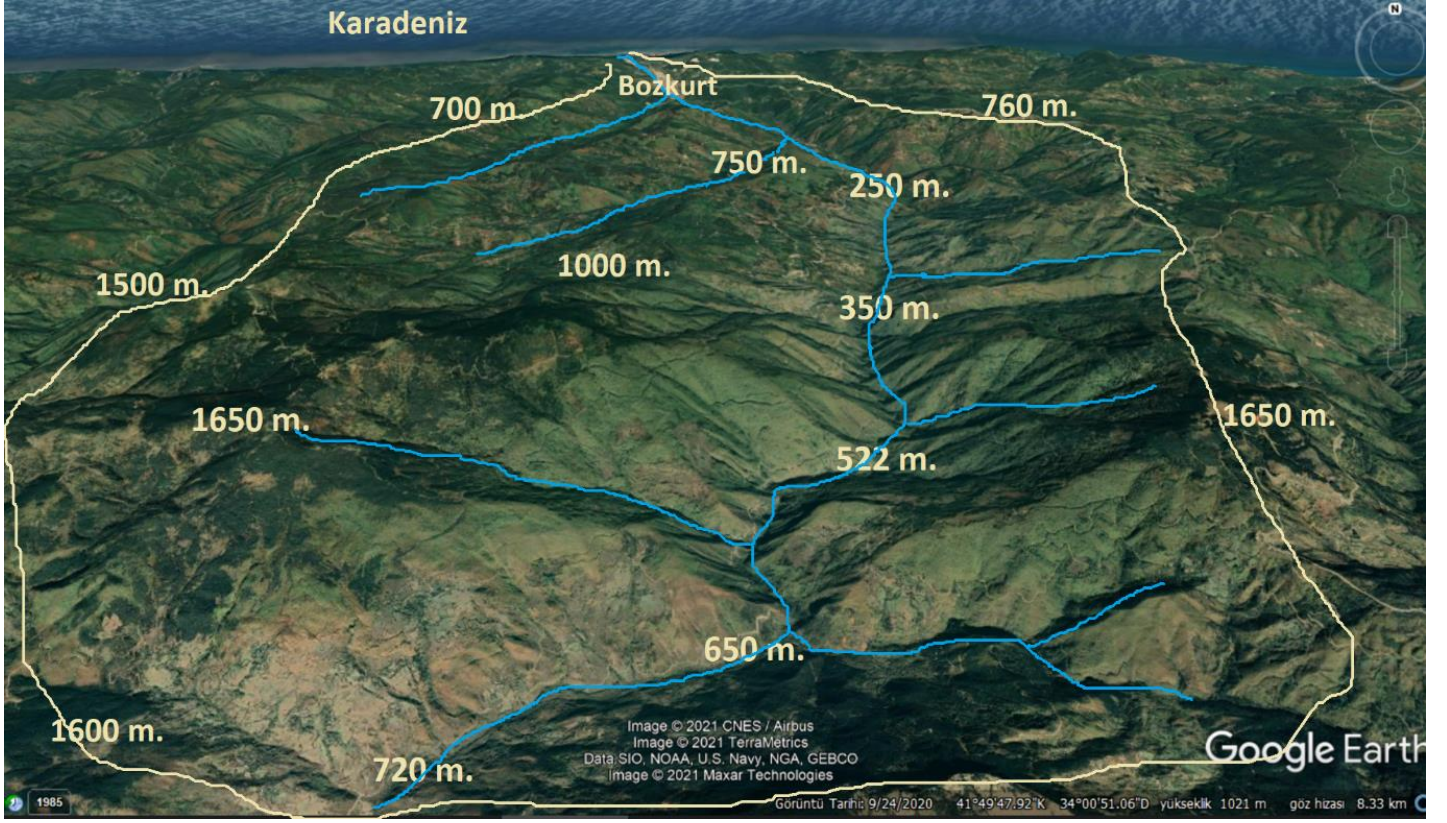 N
Karadeniz
Bozkurt
700 m.
760 m.
750 m.
250 m.
1000 m.
1500 m.
350 m.
1650 m.
1650 m.
522 m.
650 m.
1600 m.
720 m.
Image © 2021 CNES / Airbus
Image © 2021 TerraMetrics
Data SIO, NOAA, U.S. Navy, NGA, GEBCO
Image © 2021 Maxar Technologies
Google Earth
1985
Görüntü Tarihi: 9/24/2020 41°49'47.92"K 34°00'51.06"D yükseklik 1021 m göz hizası 8.33 km